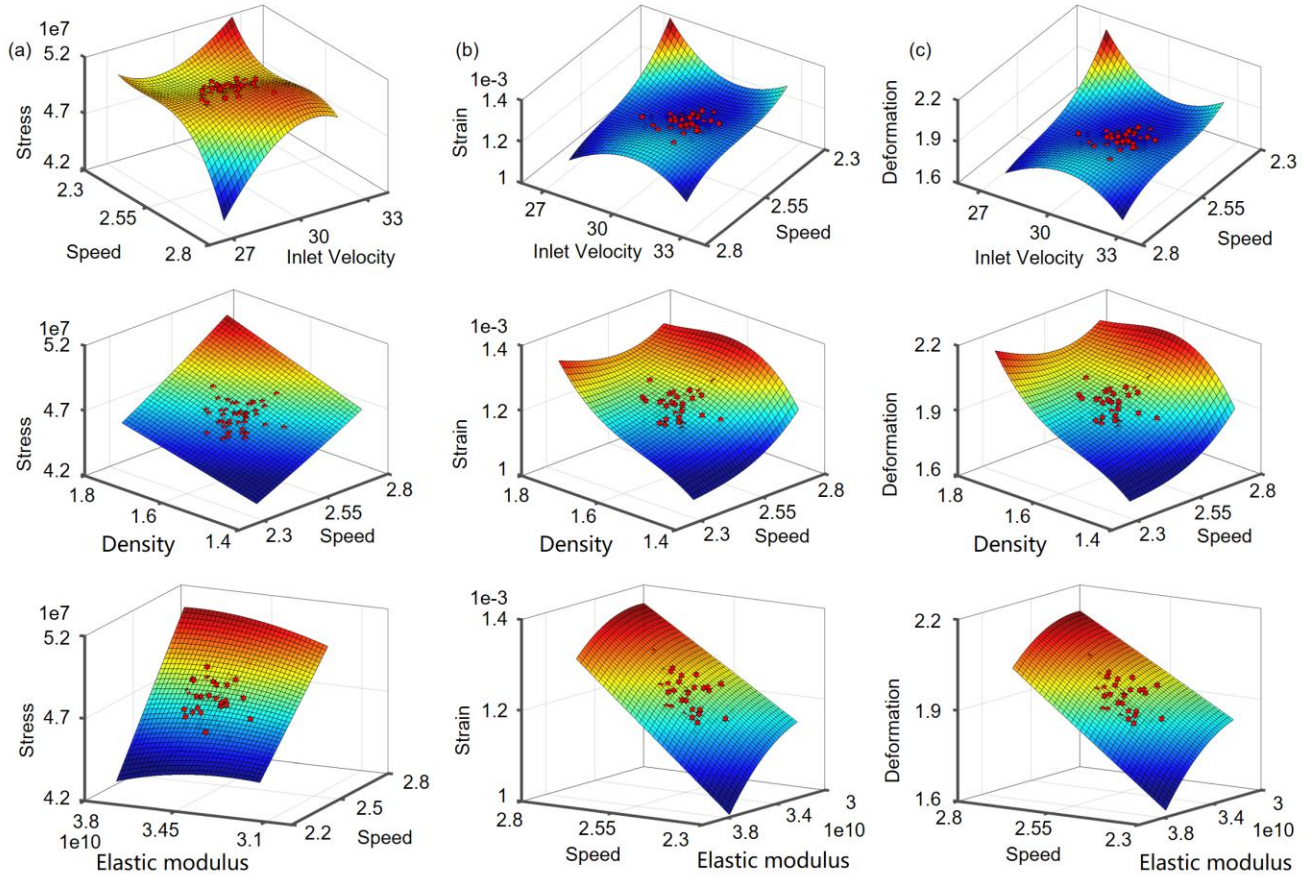 (a)
1e7
5.2
4.7
4.2
Stress
2.3
2.55
2.8
Speed
27
30
33
Inlet Velocity
(b)
1e-3
1.4
1.2
1
Strain
27
30
33
Inlet Velocity
2.3
2.55
2.8
Speed
(c)
2.2
1.9
1.6
Deformation
27
30
33
Inlet Velocity
2.3
2.55
2.8
Speed
1e7
5.2
4.7
4.2
Stress
1.8
1.6
1.4
Density
2.3
2.55
2.8
Speed
1e-3
1.4
1.2
1
Strain
1.8
1.6
1.4
Density
2.3
2.55
2.8
Speed
2.2
1.9
1.6
Deformation
1.8
1.6
1.4
Density
2.3
2.55
2.8
Speed
1e7
5.2
4.7
4.2
Stress
3.8
3.45
3.1
1e10
Elastic modulus
2.2
2.5
2.8
Speed
1e-3
1.4
1.2
1
Strain
2.8
2.55
2.3
Speed
3.8
3.4
3
1e10
Elastic modulus
2.2
1.9
1.6
Deformation
2.8
2.55
2.3
Speed
3.8
3.4
3
1e10
Elastic modulus